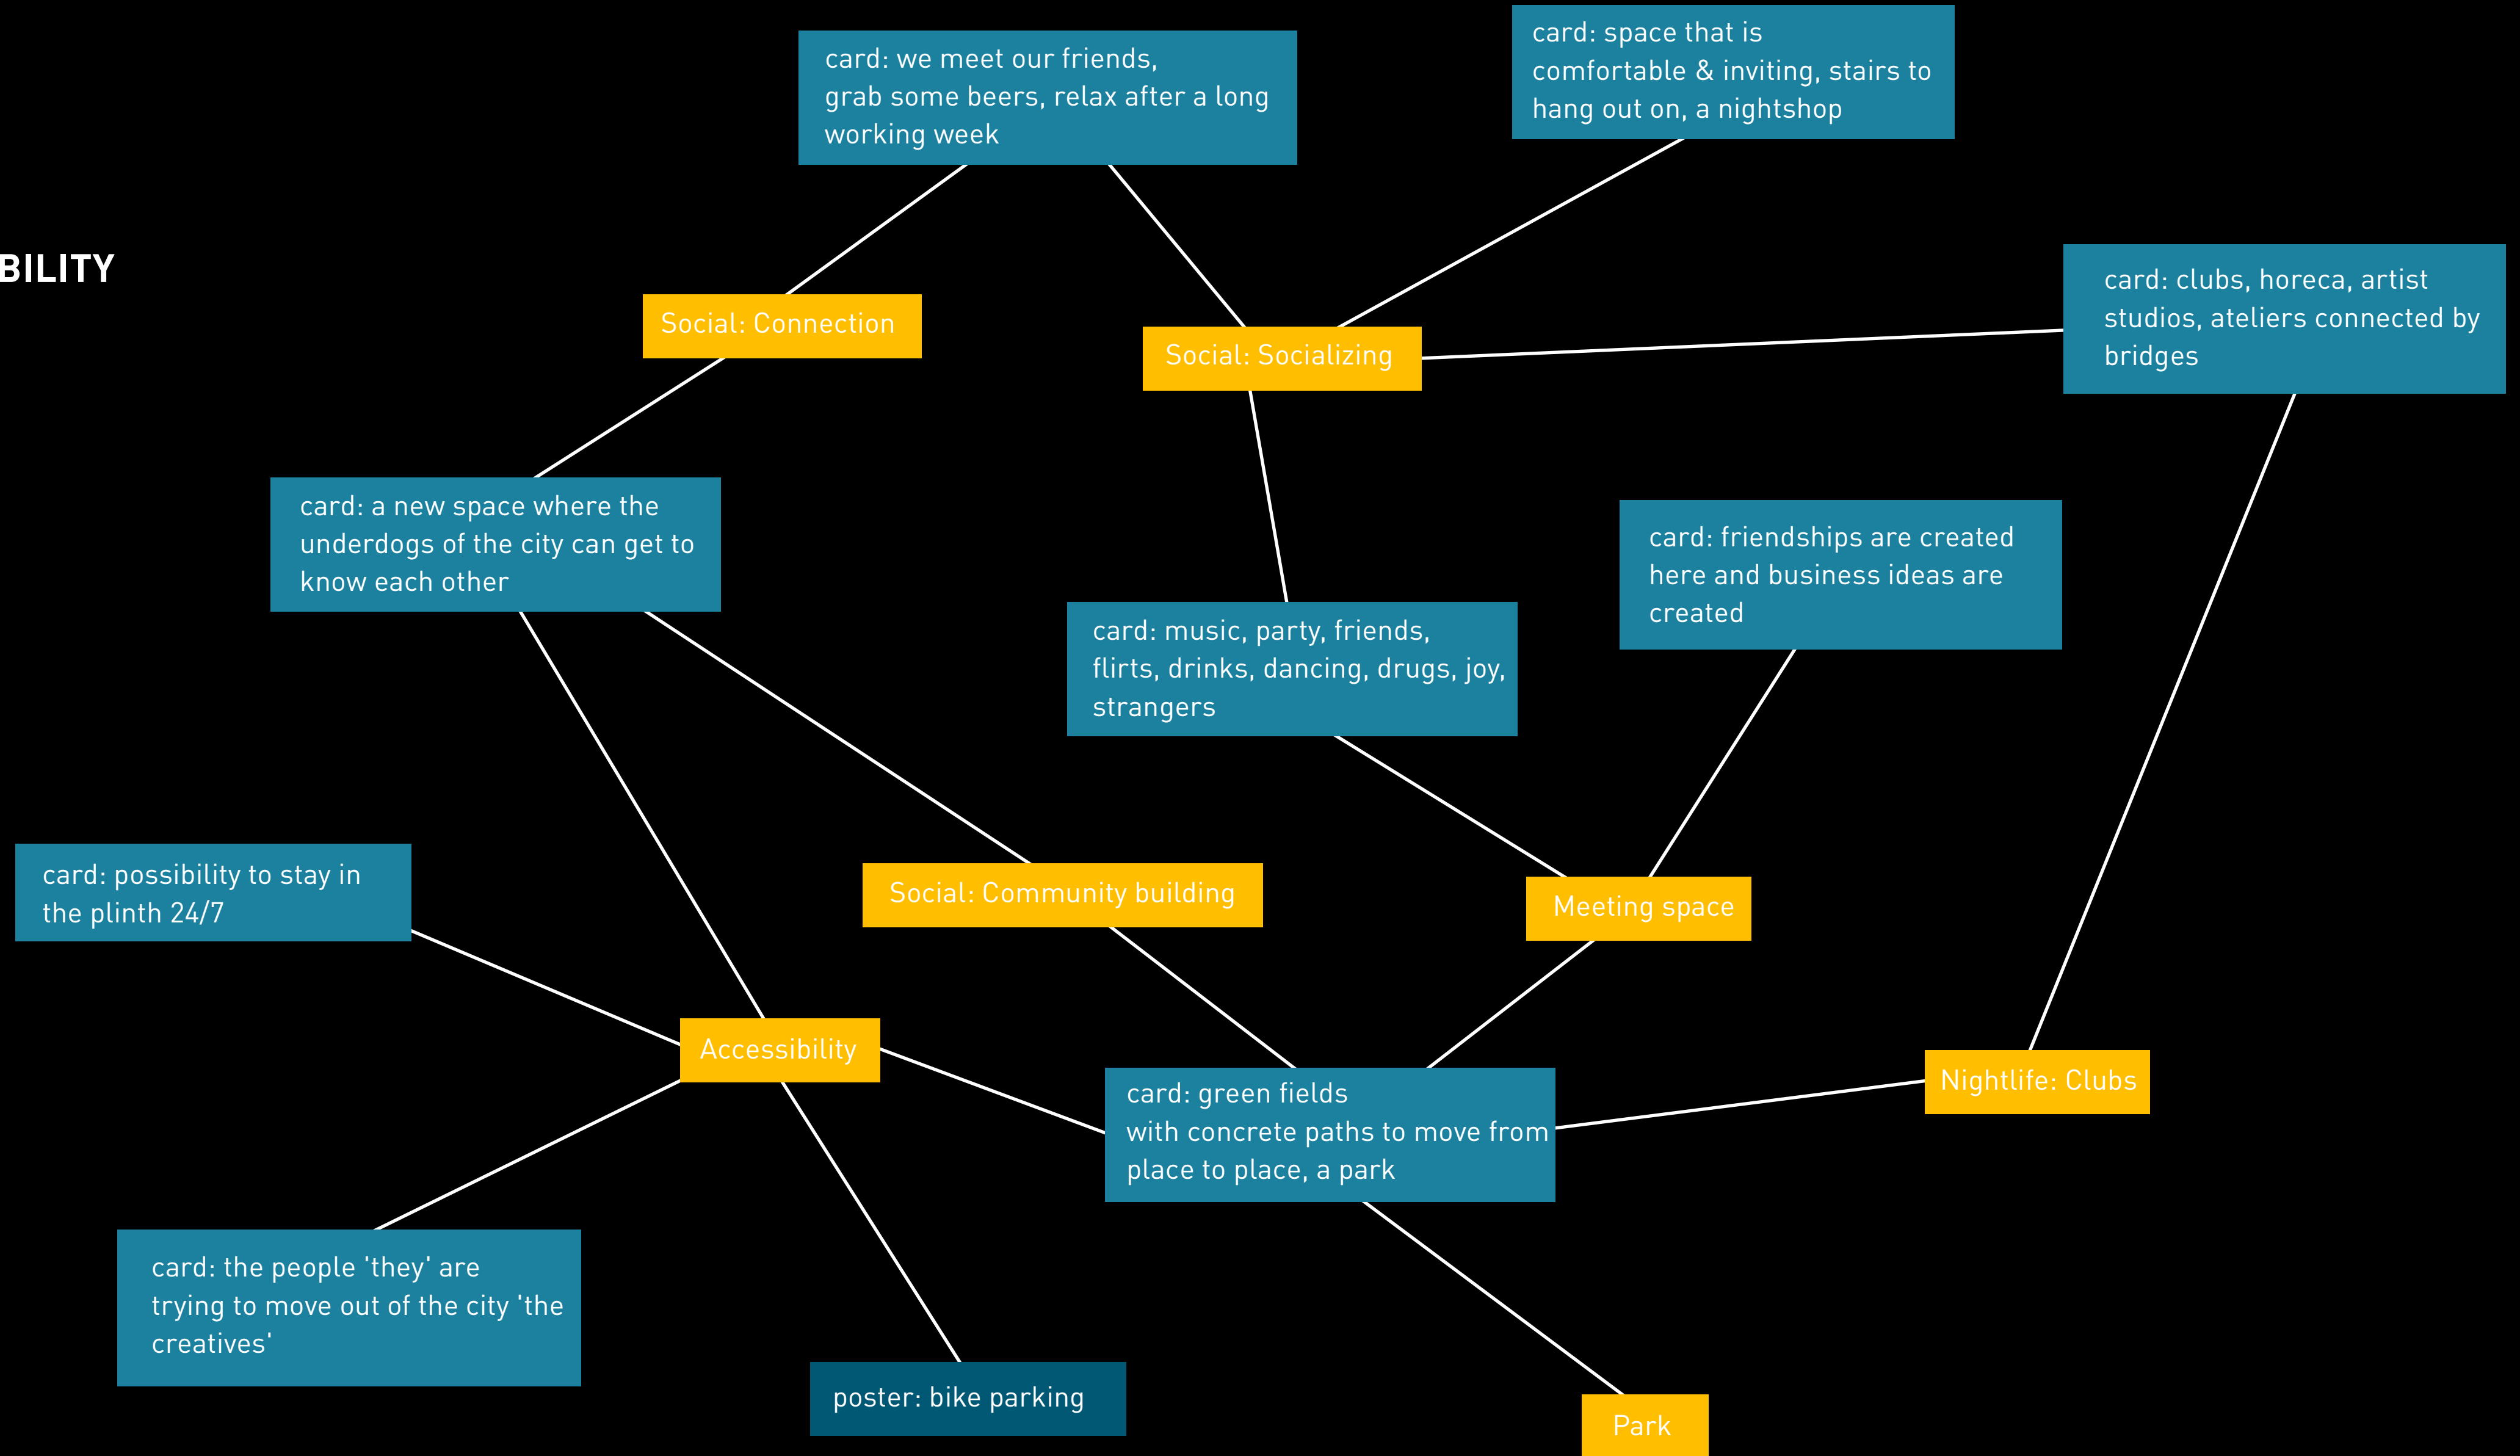 card: we meet our friends,
grab some beers, relax after a long
working week
card: space that is
comfortable & inviting, stairs to
hang out on, a nightshop
BILITY
card: clubs, horeca, artist
studios, ateliers connected by
bridges
Social: Connection
Social: Socializing
card: a new space where the
underdogs of the city can get to
know each other
card: friendships are created
here and business ideas are
created
card: music, party, friends,
flirts, drinks, dancing, drugs, joy,
strangers
card: possibility to stay in
the plinth 24/7
Social: Community building
Meeting space
Accessibility
card: green fields
with concrete paths to move from
place to place, a park
Nightlife: Clubs
card: the people 'they' are
trying to move out of the city 'the
creatives'
poster: bike parking
Park